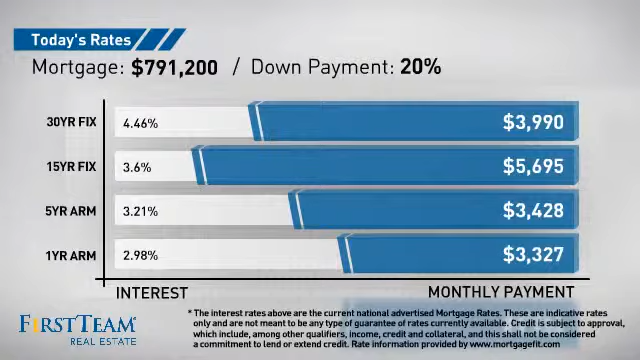 Today's Rates
Mortgage: $791,200 / Down Payment: 20%
30YR FIX 4.46% $3,990
15YR FIX 3.6% $5,695
5YR ARM 3.21% $3,428
1YR ARM 2.98% $3,327
INTEREST MONTHLY PAYMENT
* The interest rates above are the current national advertised Mortgage Rates. These are indicative rates
only and are not meant to be any type of guarantee of rates currently available. Credit is subject to approval,
which include, among other qualifiers, income, credit and collateral, and this shall not be considered
a commitment to lend or extend credit. Rate information provided by www.mortgagefit.com
FIRSTTEAM®
REAL ESTATE